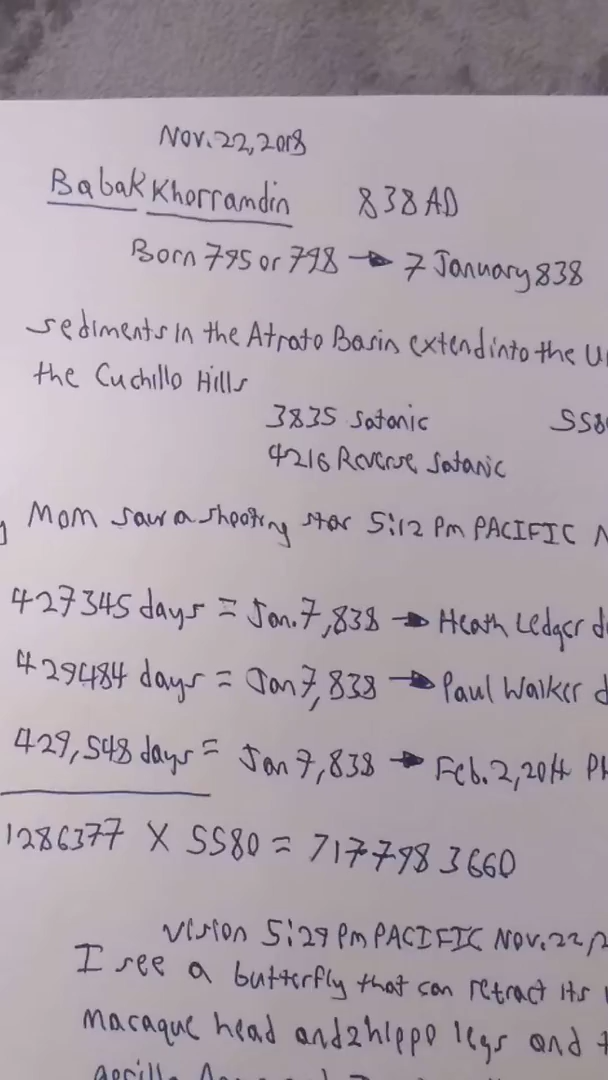 Nov. 22, 2018
Babak Khorramdin 838 AD
Born 795 or 798 → 7 January 838
sediments in the Atrato Basin extend into the
the Cuchillo Hills
3835 Satanic
4216 Reverse Satanic
Mom saw a shooting star 5:12 Pm PACIFIC
427345 days = Jan. 7, 838 → Heath Ledger
429484 days = Jan 7, 838 → Paul Walker
429,548 days = Jan 7, 838 → Feb. 2, 2014
1286377 X 5580 = 7177983660
Vision 5:29 Pm PACIFIC Nov. 22,
I see a butterfly that can retract its
macaque head and 2 hippo legs and